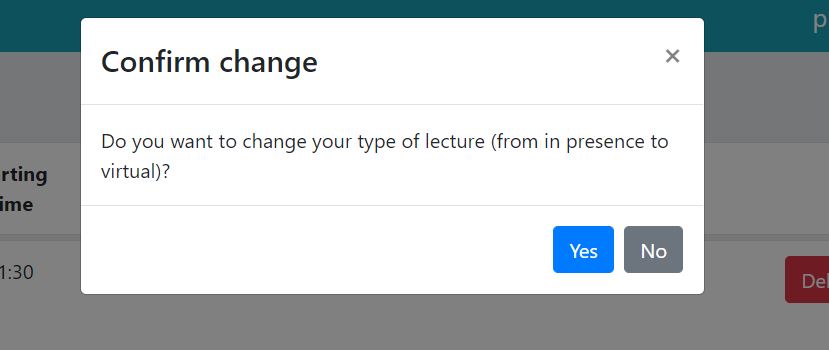 p
Confirm change
×
Do you want to change your type of lecture (from in presence to
virtual)?
rting
ime
Yes
No
1:30
Del